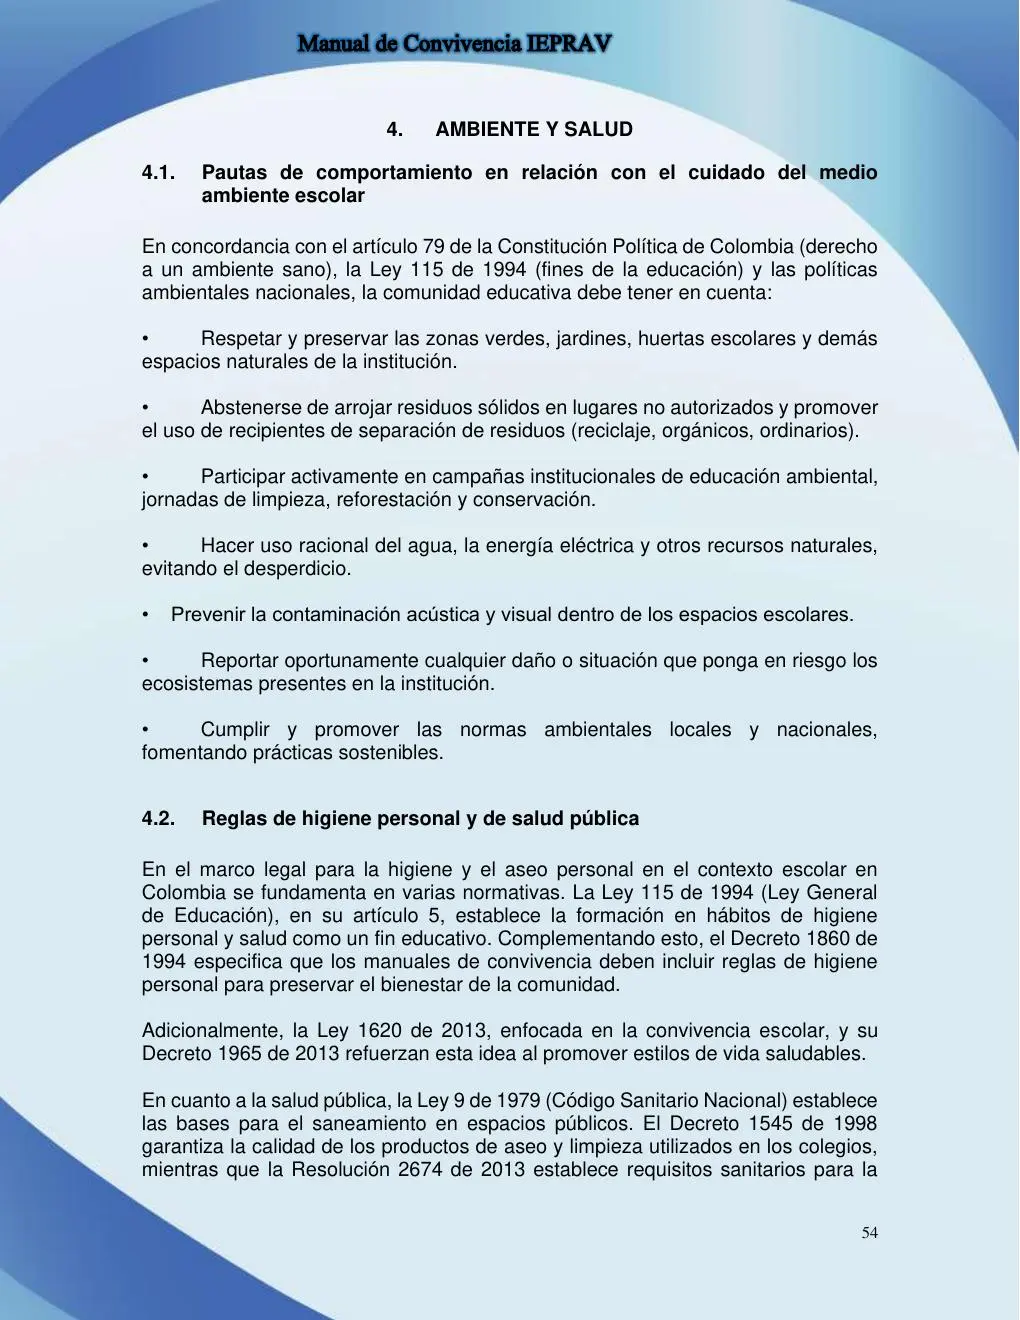 Manual de Convivencia IEPRAV
4. AMBIENTE Y SALUD
4.1. Pautas de comportamiento en relación con el cuidado del medio
ambiente escolar
En concordancia con el artículo 79 de la Constitución Política de Colombia (derecho
a un ambiente sano), la Ley 115 de 1994 (fines de la educación) y las políticas
ambientales nacionales, la comunidad educativa debe tener en cuenta:
• Respetar y preservar las zonas verdes, jardines, huertas escolares y demás
espacios naturales de la institución.
• Abstenerse de arrojar residuos sólidos en lugares no autorizados y promover
el uso de recipientes de separación de residuos (reciclaje, orgánicos, ordinarios).
• Participar activamente en campañas institucionales de educación ambiental,
jornadas de limpieza, reforestación y conservación.
• Hacer uso racional del agua, la energía eléctrica y otros recursos naturales,
evitando el desperdicio.
• Prevenir la contaminación acústica y visual dentro de los espacios escolares.
• Reportar oportunamente cualquier daño o situación que ponga en riesgo los
ecosistemas presentes en la institución.
• Cumplir y promover las normas ambientales locales y nacionales,
fomentando prácticas sostenibles.
4.2. Reglas de higiene personal y de salud pública
En el marco legal para la higiene y el aseo personal en el contexto escolar en
Colombia se fundamenta en varias normativas. La Ley 115 de 1994 (Ley General
de Educación), en su artículo 5, establece la formación en hábitos de higiene
personal y salud como un fin educativo. Complementando esto, el Decreto 1860 de
1994 especifica que los manuales de convivencia deben incluir reglas de higiene
personal para preservar el bienestar de la comunidad.
Adicionalmente, la Ley 1620 de 2013, enfocada en la convivencia escolar, y su
Decreto 1965 de 2013 refuerzan esta idea al promover estilos de vida saludables.
En cuanto a la salud pública, la Ley 9 de 1979 (Código Sanitario Nacional) establece
las bases para el saneamiento en espacios públicos. El Decreto 1545 de 1998
garantiza la calidad de los productos de aseo y limpieza utilizados en los colegios,
mientras que la Resolución 2674 de 2013 establece requisitos sanitarios para la
54